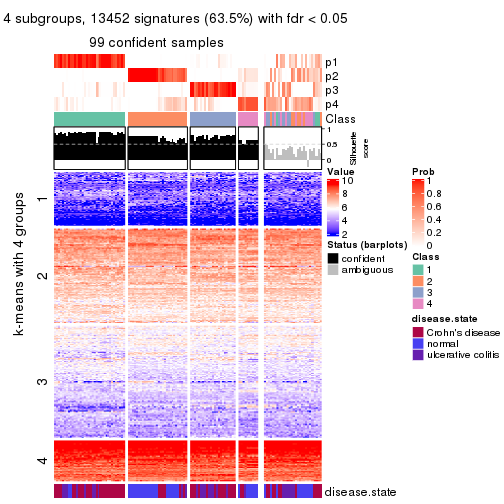 4 subgroups, 13452 signatures (63.5%) with fdr < 0.05
99 confident samples
p1
p2
p3
p4
Class
1
0.5
0
Silhouette
score
k-means with 4 groups
1
2
3
4
disease.state
Value
10
8
6
4
2
Status (barplots)
confident
ambiguous
Prob
1
0.8
0.6
0.4
0.2
0
Class
1
2
3
4
disease.state
Crohn's disease
normal
ulcerative colitis